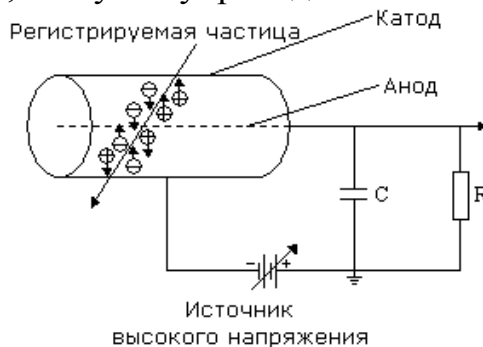 Регистрируемая частица
Катод
Анод
C
R
- +
Источник
высокого напряжения